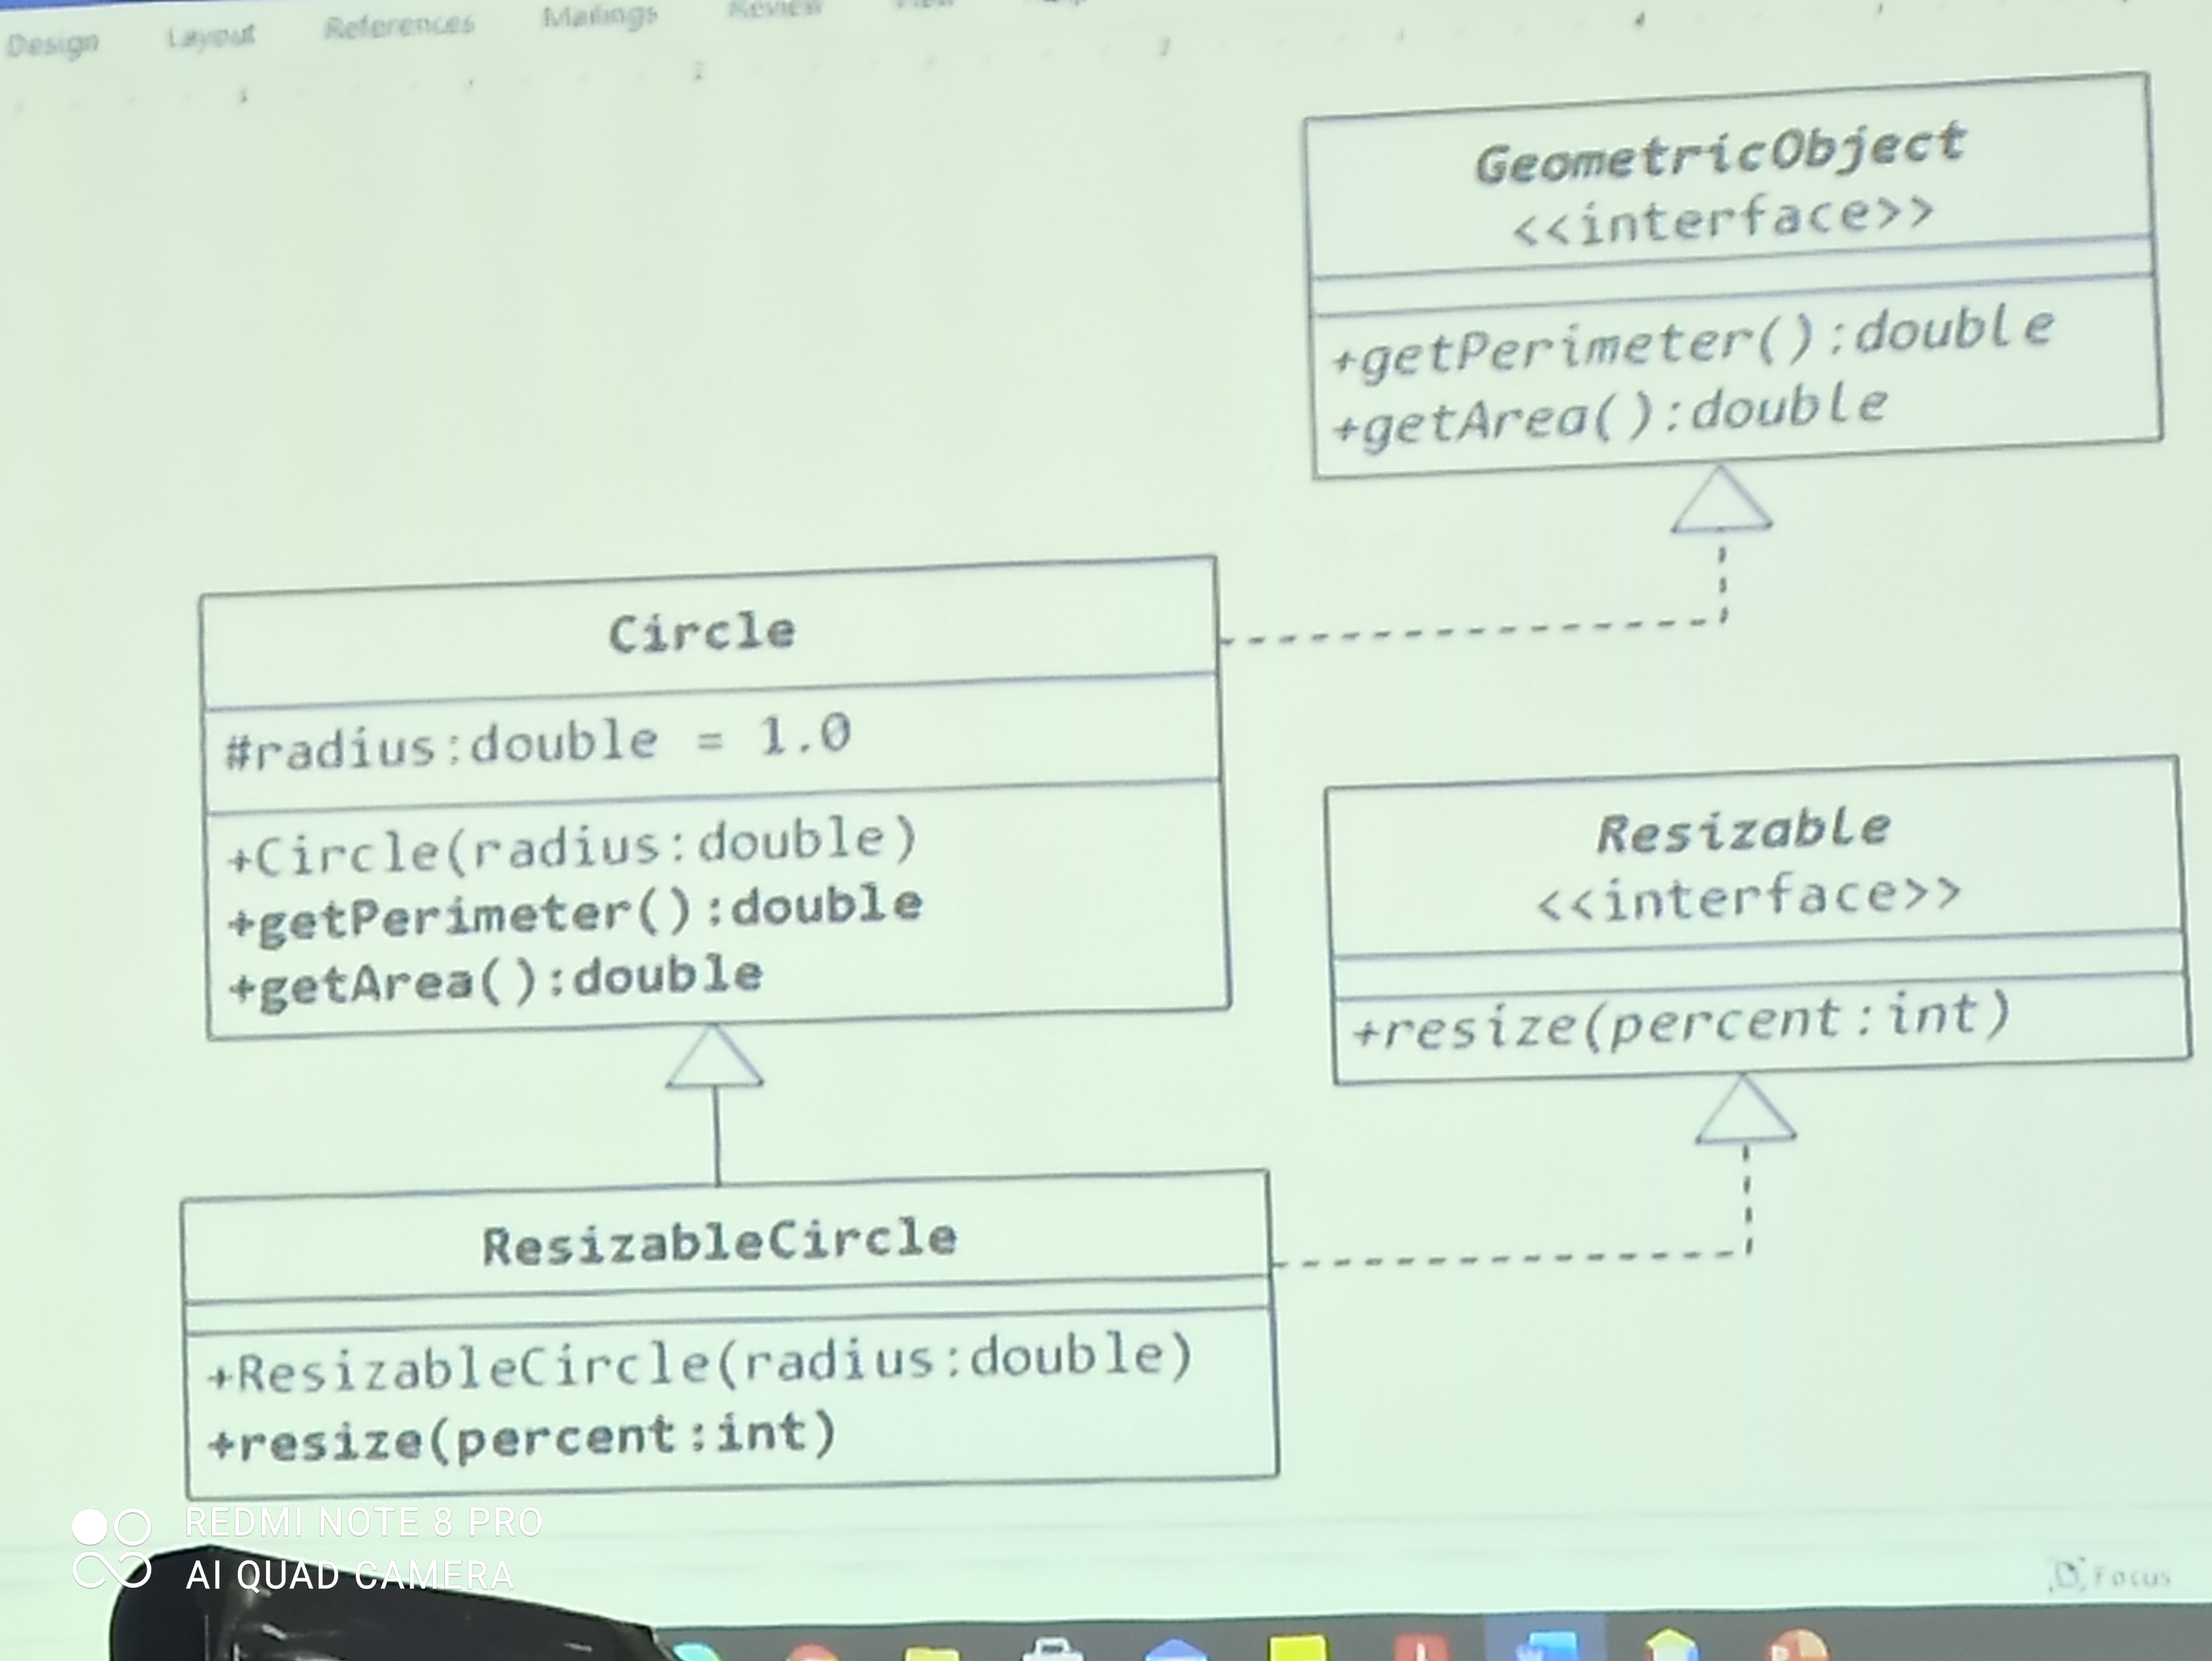 Design Layout References Mailings Review
GeometricObject
<<interface>>
+getPerimeter():double
+getArea():double
Circle
#radius:double = 1.0
+Circle(radius:double)
+getPerimeter():double
+getArea():double
Resizable
<<interface>>
+resize(percent:int)
ResizableCircle
+ResizableCircle(radius:double)
+resize(percent:int)
REDMI NOTE 8 PRO
AI QUAD CAMERA
Focus